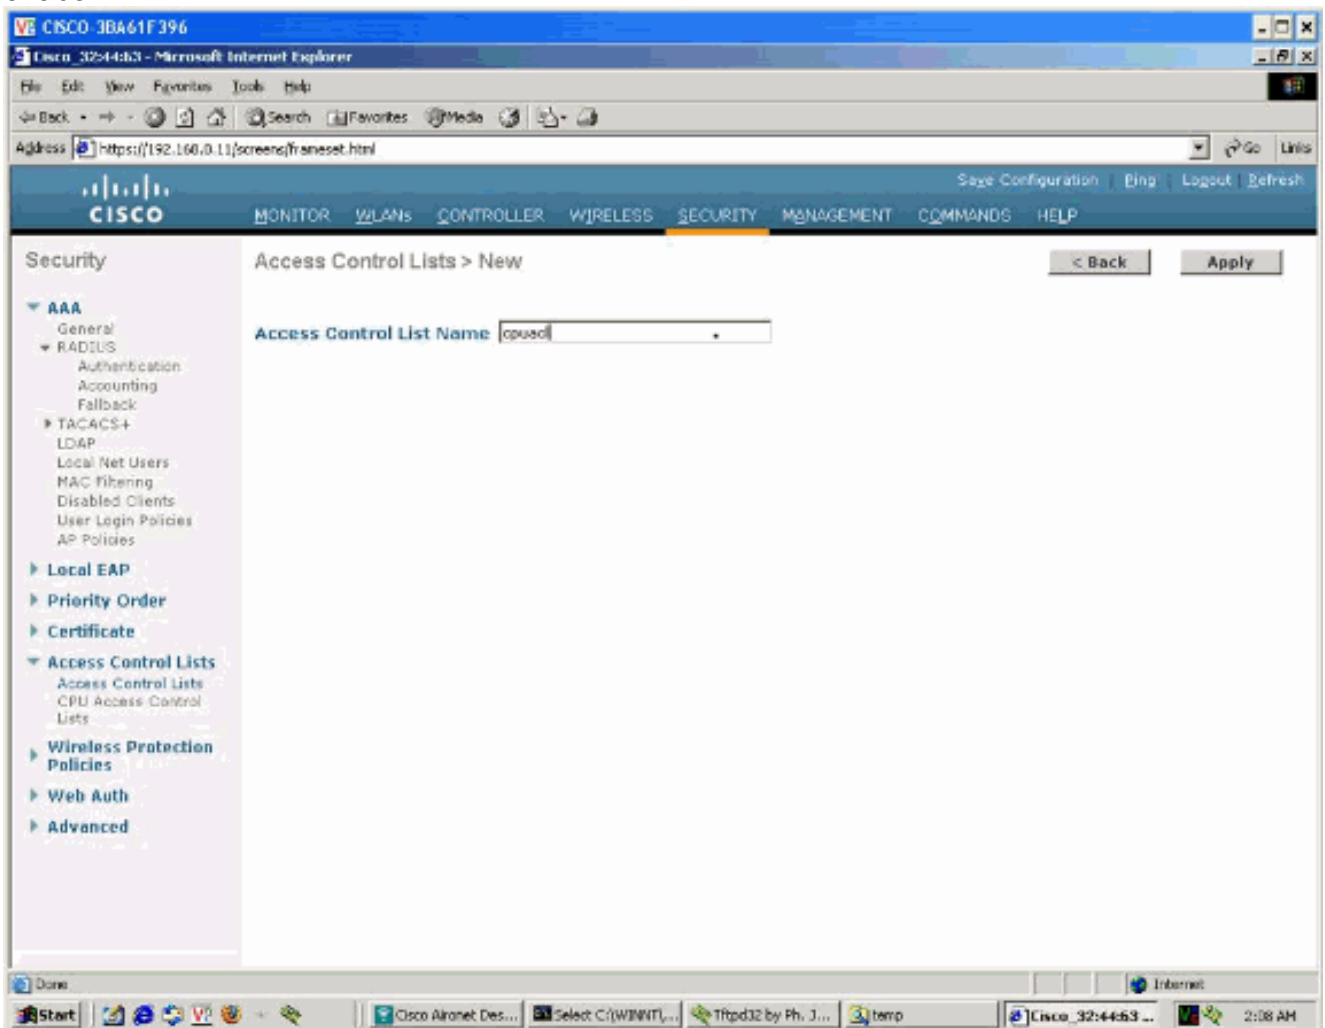 CISCO-3BA61F396
Cisco_32:44:63 - Microsoft Internet Explorer
File Edit View Favorites Tools Help
Back Search Favorites Media
Address https://192.168.0.11/screens/frameset.html Go Links
Save Configuration | Ping | Logout | Refresh
CISCO MONITOR WLANs CONTROLLER WIRELESS SECURITY MANAGEMENT COMMANDS HELP
Security
Access Control Lists > New
< Back
Apply
Access Control List Name cpuacl
AAA
General
RADIUS
Authentication
Accounting
Fallback
TACACS+
LDAP
Local Net Users
MAC Filtering
Disabled Clients
User Login Policies
AP Policies
Local EAP
Priority Order
Certificate
Access Control Lists
Access Control Lists
CPU Access Control
Lists
Wireless Protection
Policies
Web Auth
Advanced
Done Internet
Start Cisco Aironet Des... Select C:\WINNT\... Tftpd32 by Ph. J... temp Cisco_32:44:63 ... 2:08 AM